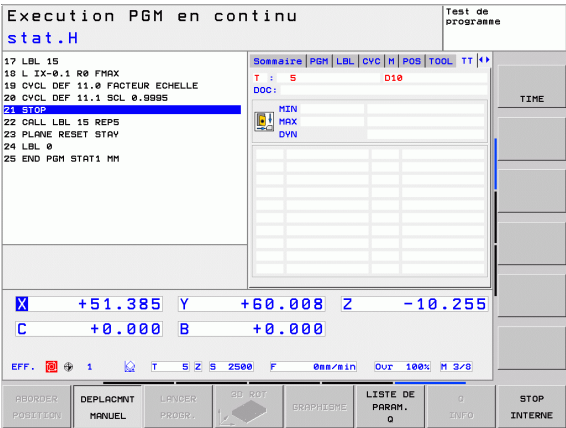 Execution PGM en continu
Test de programme
stat.H
17 LBL 15
18 L IX-0.1 R0 FMAX
19 CYCL DEF 11.0 FACTEUR ECHELLE
20 CYCL DEF 11.1 SCL 0.9995
21 STOP
22 CALL LBL 15 REP5
23 PLANE RESET STAY
24 LBL 0
25 END PGM STAT1 MM
Sommaire PGM LBL CYC M POS TOOL TT
T : 5 D10
DOC:
MIN
MAX
DYN
TIME
X +51.385 Y +60.008 Z -10.255
C +0.000 B +0.000
EFF. 1 T 5 Z S 2500 F 0mm/min Ovr 100% M 3/8
ABORDER POSITION
DEPLACMNT MANUEL
LANCER PROGR.
3D ROT
GRAPHISME
LISTE DE PARAM. Q
Q INFO
STOP INTERNE